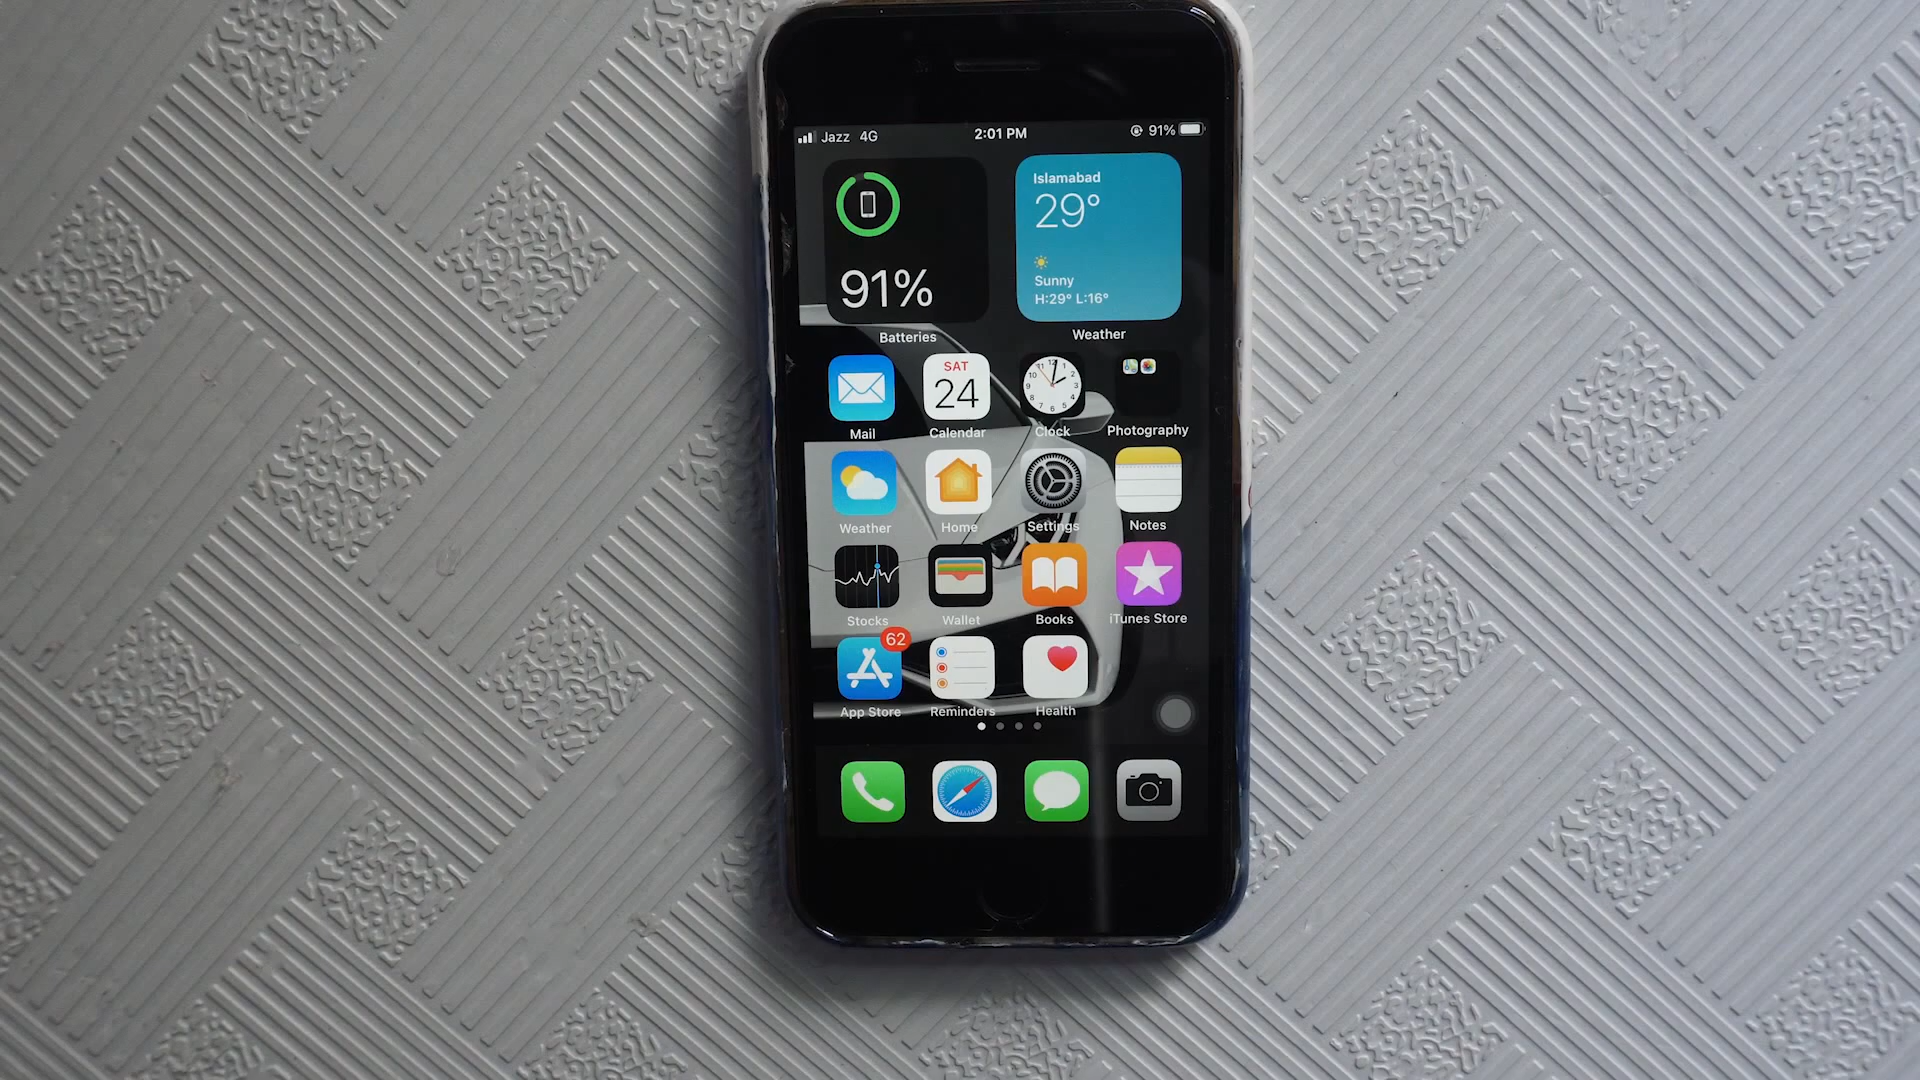 Jazz 4G 2:01 PM 91%
91%
Batteries
Islamabad
29°
Sunny
H:29° L:16°
Weather
SAT
24
Mail Calendar Clock Photography
Weather Home Settings Notes
Stocks Wallet Books iTunes Store
62
App Store Reminders Health